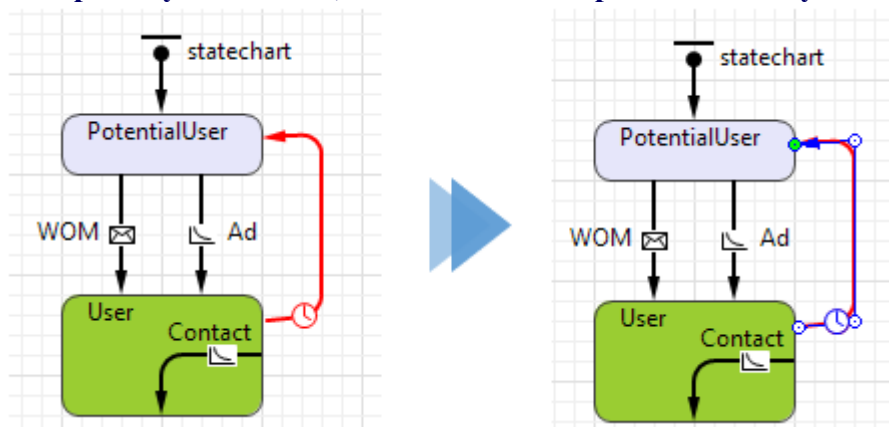 statechart
PotentialUser
WOM
Ad
User
Contact
statechart
PotentialUser
WOM
Ad
User
Contact